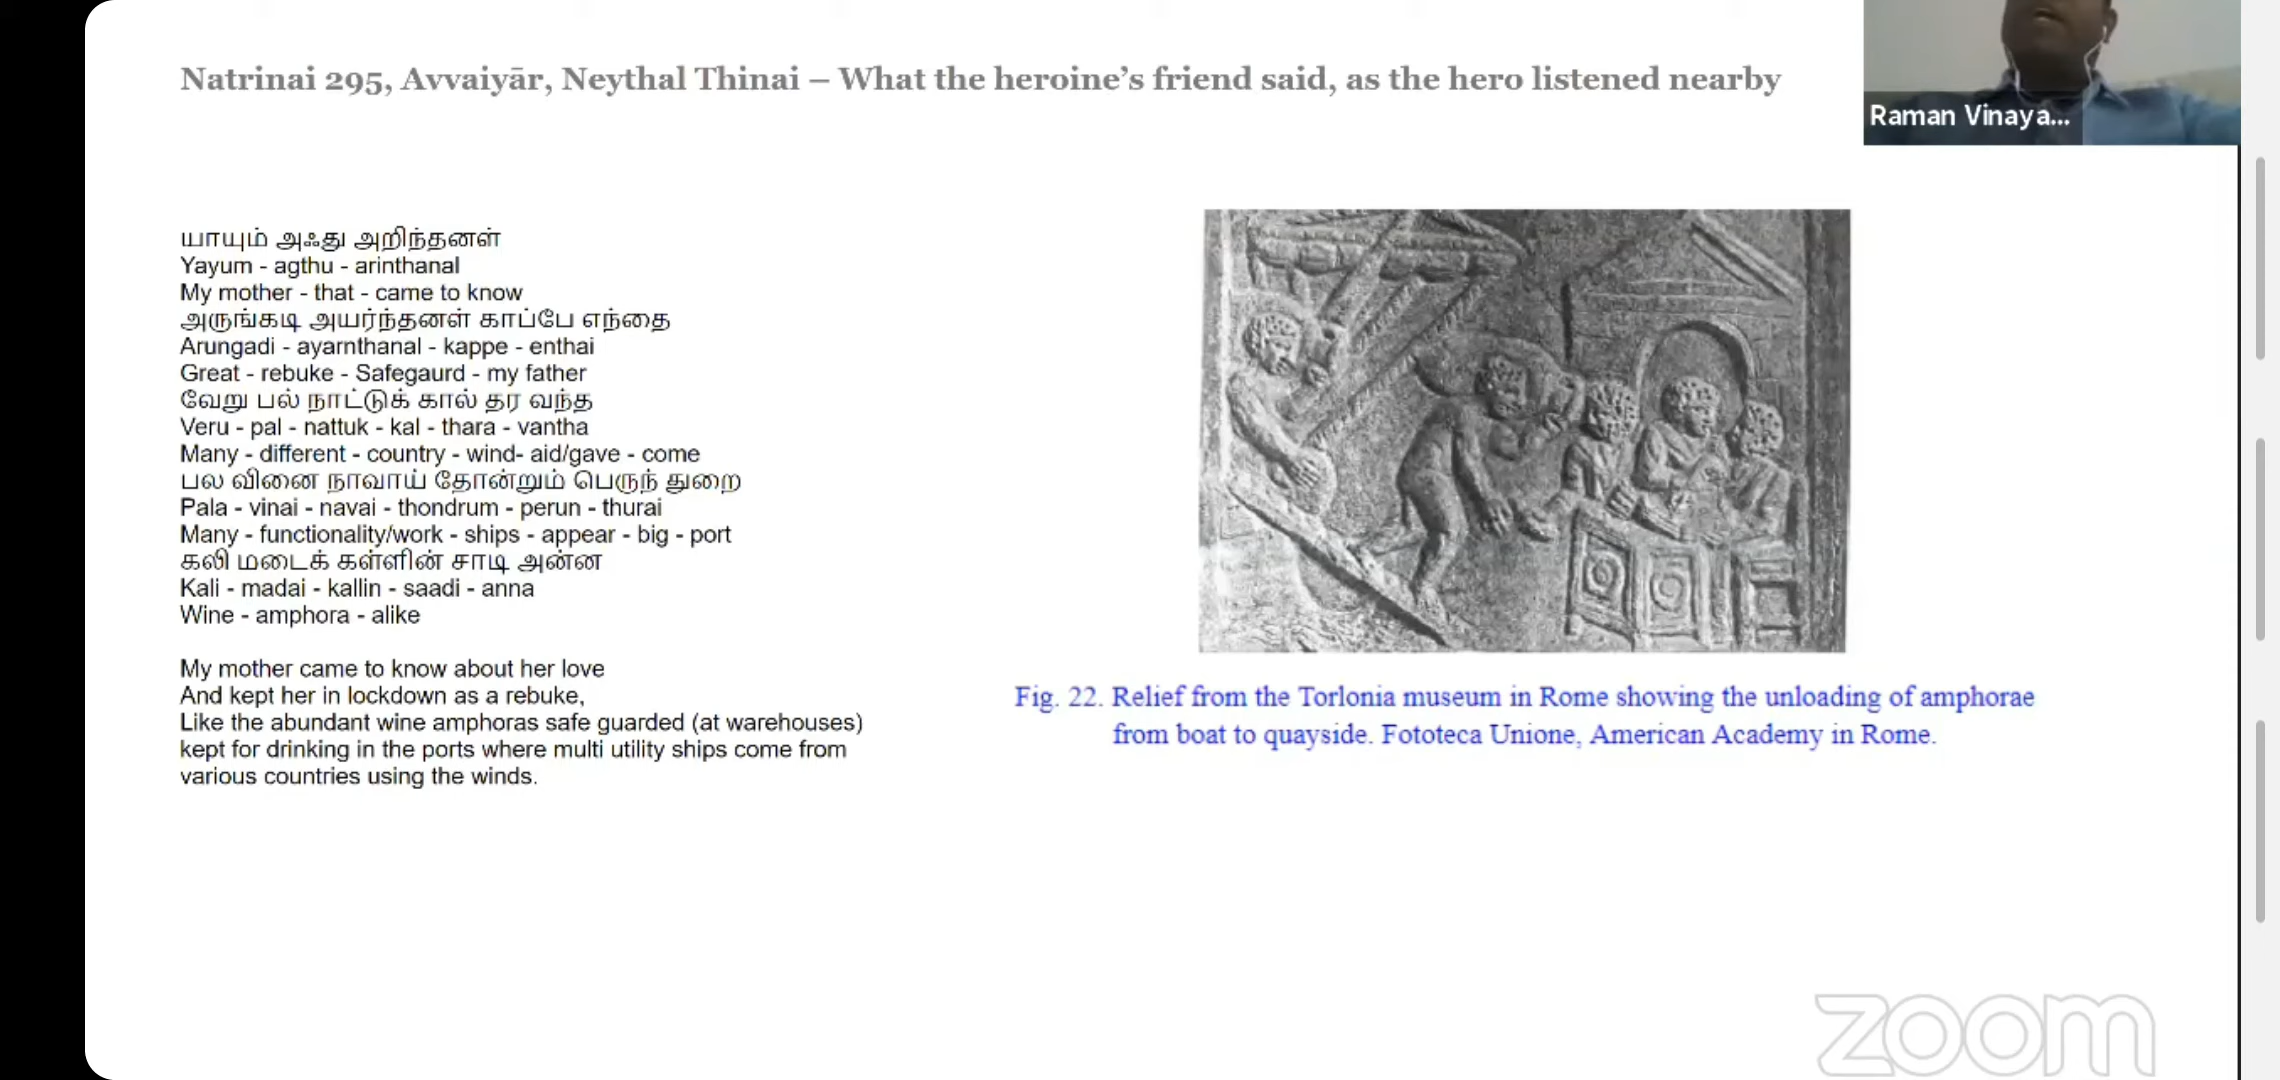 Natrinai 295, Avvaiyār, Neythal Thinai – What the heroine's friend said, as the hero listened nearby
Raman Vinaya...
யாயும் அஃது அறிந்தனள்
Yayum - agthu - arinthanal
My mother - that - came to know
அருங்கடி அயர்ந்தனள் காப்பே எந்தை
Arungadi - ayarnthanal - kappe - enthai
Great - rebuke - Safegaurd - my father
வேறு பல் நாட்டுக் கால் தர வந்த
Veru - pal - nattuk - kal - thara - vantha
Many - different - country - wind- aid/gave - come
பல வினை நாவாய் தோன்றும் பெருந் துறை
Pala - vinai - navai - thondrum - perun - thurai
Many - functionality/work - ships - appear - big - port
கலி மடைக் கள்ளின் சாடி அன்ன
Kali - madai - kallin - saadi - anna
Wine - amphora - alike
My mother came to know about her love
And kept her in lockdown as a rebuke,
Like the abundant wine amphoras safe guarded (at warehouses)
kept for drinking in the ports where multi utility ships come from
various countries using the winds.
Fig. 22. Relief from the Torlonia museum in Rome showing the unloading of amphorae
from boat to quayside. Fototeca Unione, American Academy in Rome.
zoom